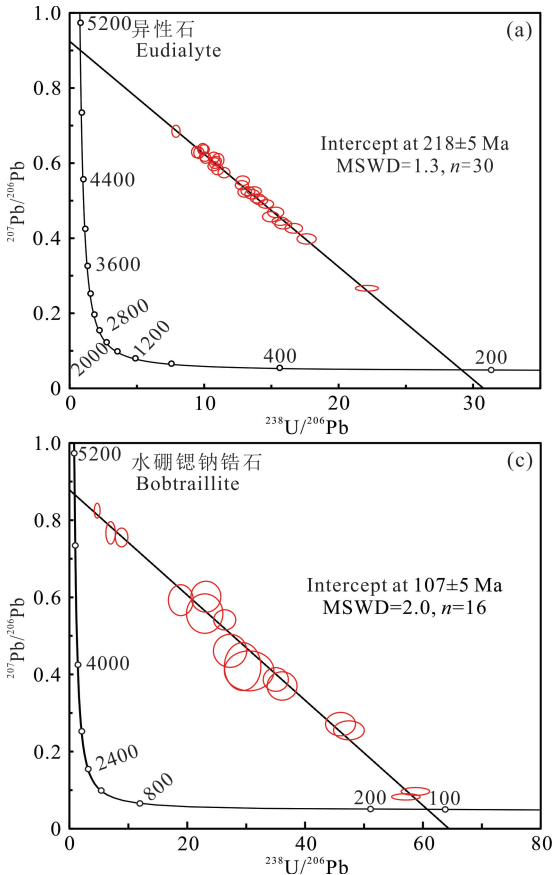 1.0
0.8
0.6
0.4
0.2
0
²⁰⁷Pb/²⁰⁶Pb
5200
异性石
Eudialyte
(a)
Intercept at 218±5 Ma
MSWD=1.3, n=30
4400
3600
2800
2000
1200
400
200
0
10
20
30
²³⁸U/²⁰⁶Pb
1.0
0.8
0.6
0.4
0.2
0
²⁰⁷Pb/²⁰⁶Pb
5200
水硼锶钠锆石
Bobtraillite
(c)
Intercept at 107±5 Ma
MSWD=2.0, n=16
4000
2400
800
200
100
0
20
40
60
80
²³⁸U/²⁰⁶Pb